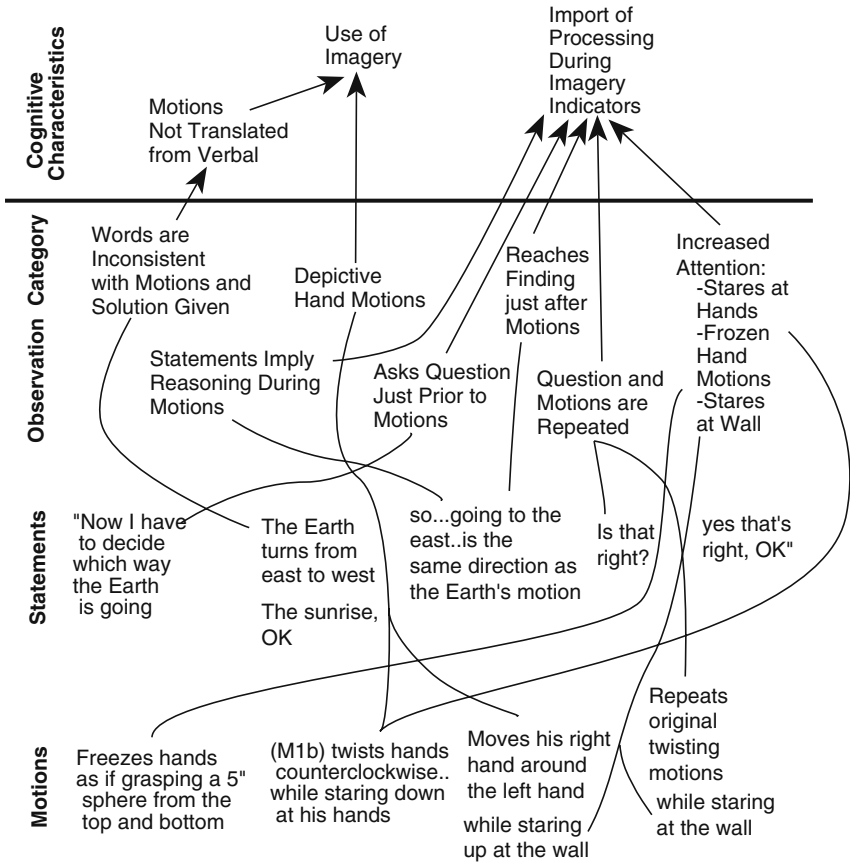 Cognitive
Characteristics
Use of
Imagery
Import of
Processing
During
Imagery
Indicators
Motions
Not Translated
from Verbal
Observation Category
Words are
Inconsistent
with Motions and
Solution Given
Depictive
Hand Motions
Reaches
Finding
just after
Motions
Increased
Attention:
-Stares at
Hands
-Frozen
Hand
Motions
-Stares
at Wall
Statements Imply
Reasoning During
Motions
Asks Question
Just Prior to
Motions
Question and
Motions are
Repeated
Statements
"Now I have
to decide
which way
the Earth
is going
The Earth
turns from
east to west
The sunrise,
OK
so...going to the
east..is the
same direction as
the Earth's motion
Is that
right?
yes that's
right, OK"
Motions
Freezes hands
as if grasping a 5"
sphere from the
top and bottom
(M1b) twists hands
counterclockwise..
while staring down
at his hands
Moves his right
hand around
the left hand
while staring
up at the wall
Repeats
original
twisting
motions
while staring
at the wall